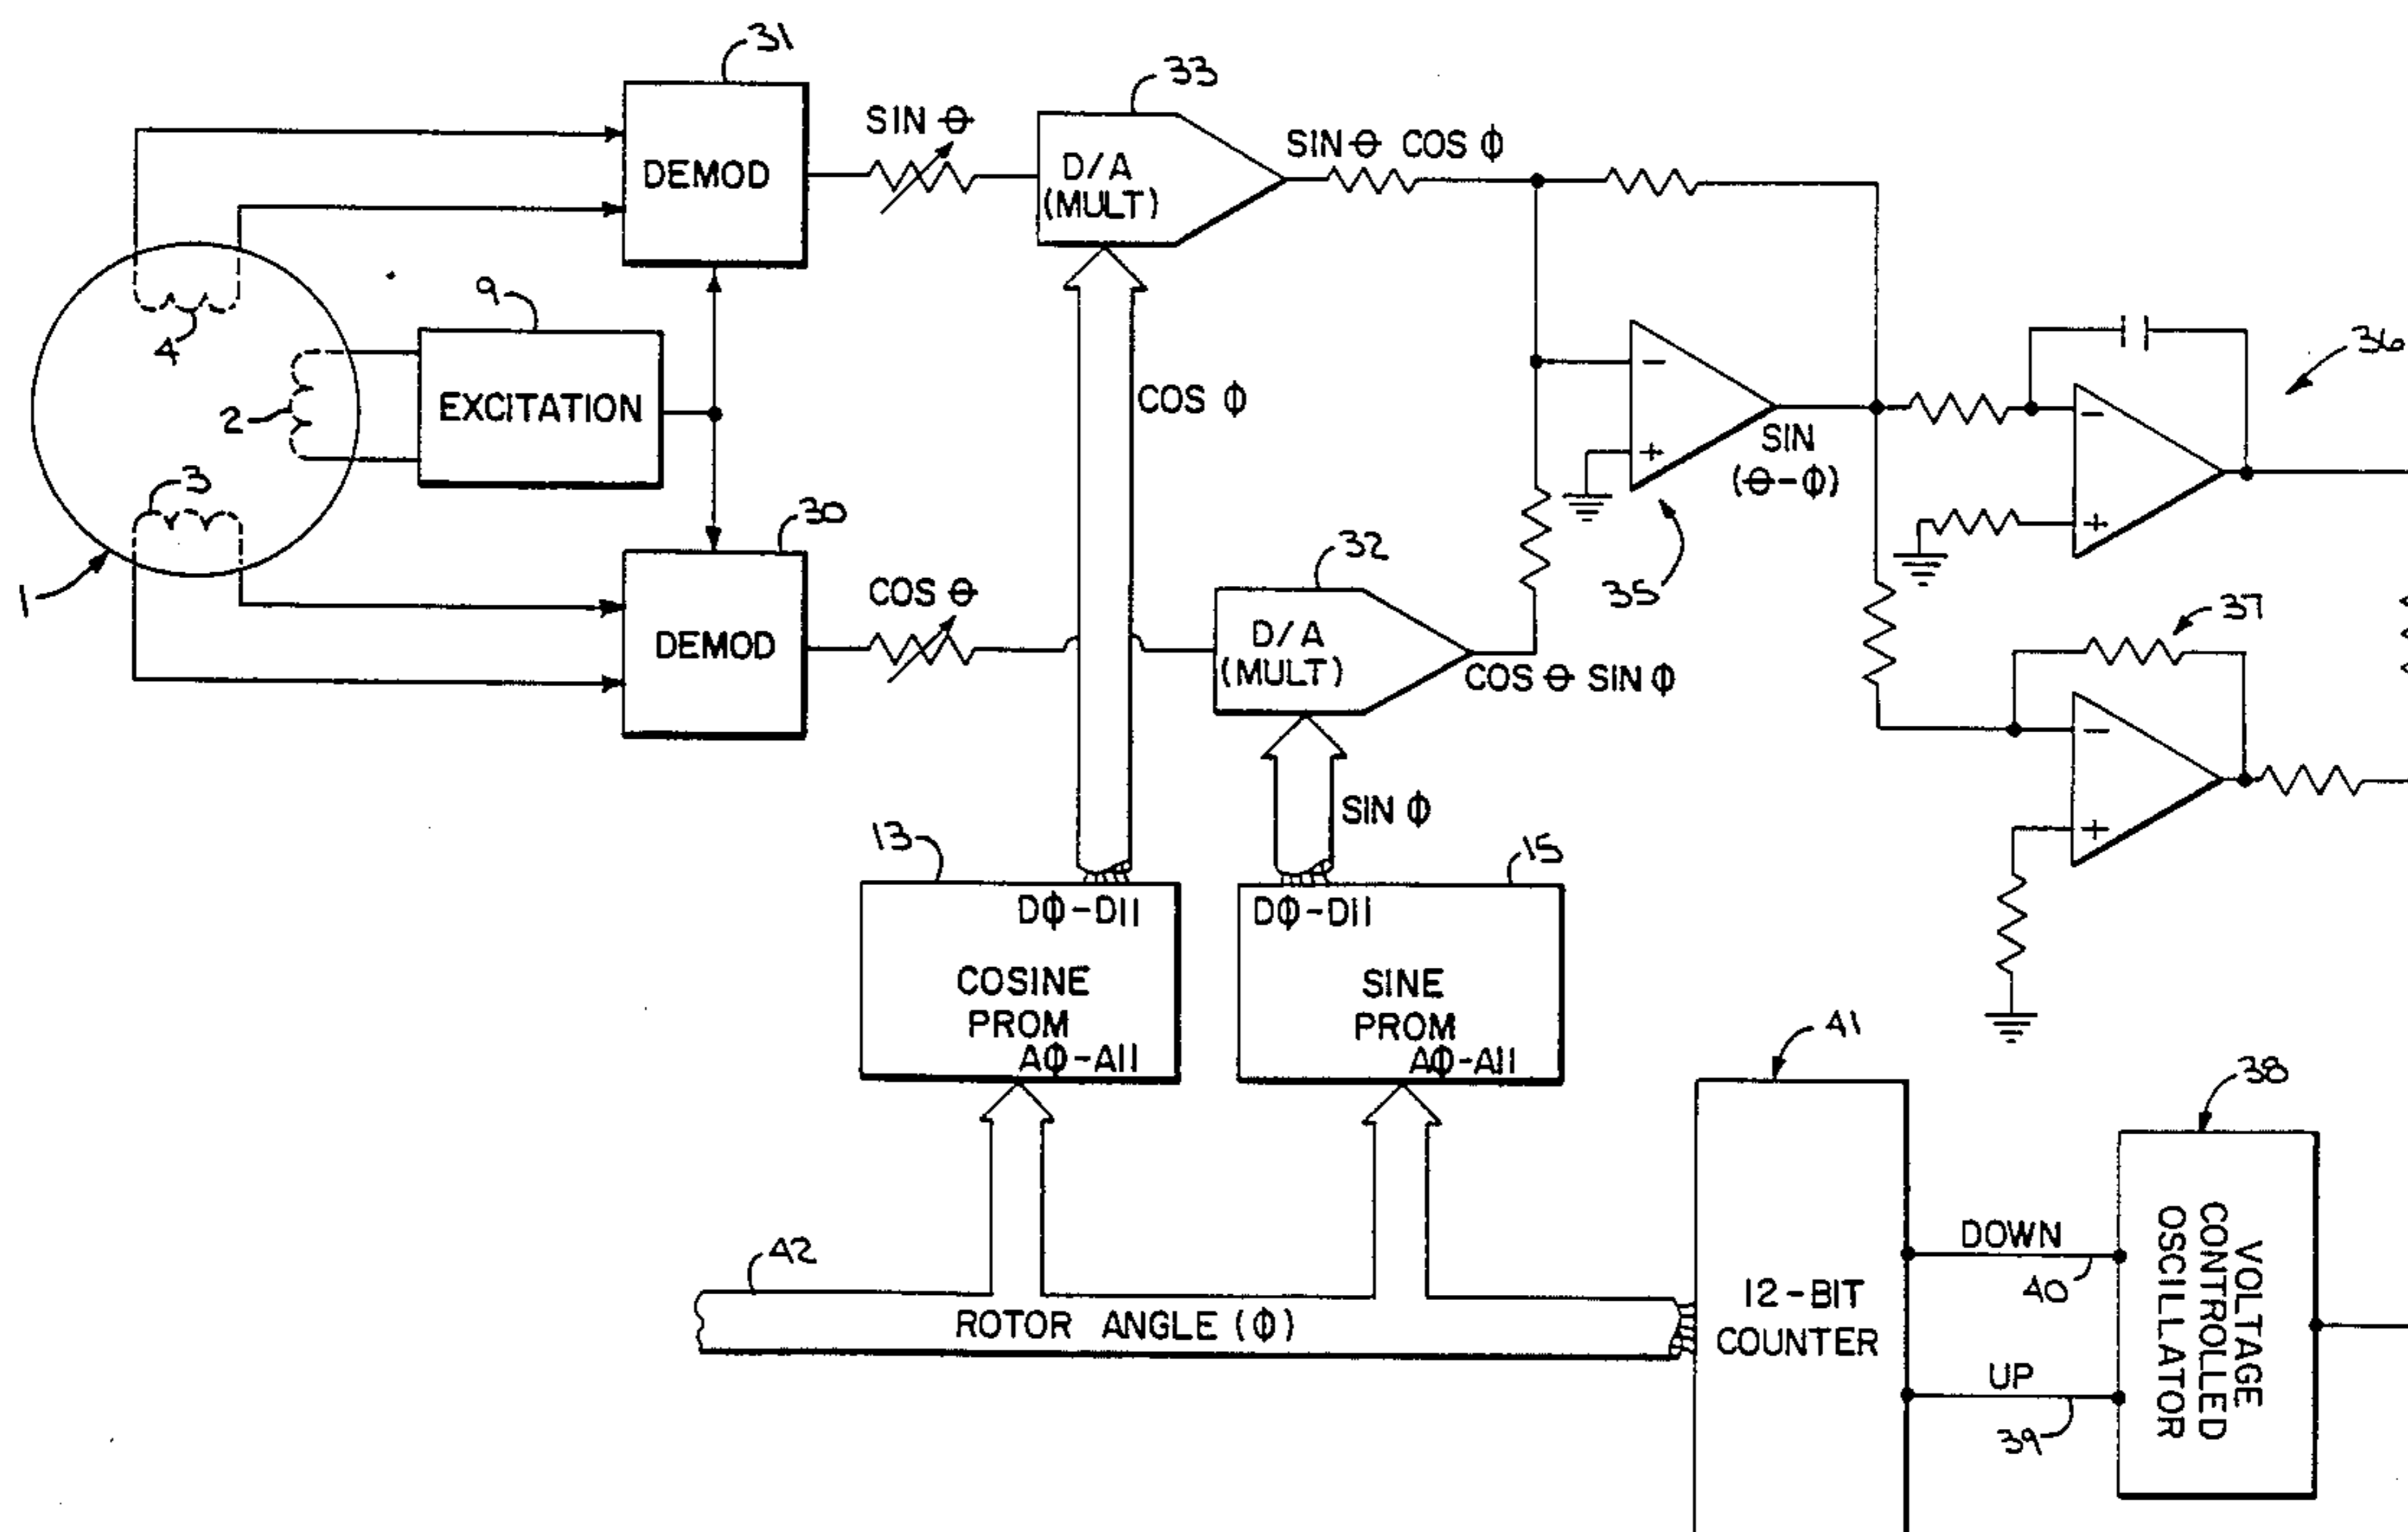 31
33
SIN Θ
SIN Θ COS Φ
DEMOD
D/A
(MULT)
9
4
36
EXCITATION
2
COS Φ
−
−
3
SIN
(Θ-Φ)
+
+
30
32
35
1
COS Θ
37
DEMOD
D/A
(MULT)
COS Θ SIN Φ
−
SIN Φ
13
15
+
DΦ-D11
DΦ-D11
COSINE
PROM
AΦ-A11
SINE
PROM
AΦ-A11
41
38
42
DOWN
40
12-BIT
COUNTER
VOLTAGE
CONTROLLED
OSCILLATOR
ROTOR ANGLE (Φ)
UP
39